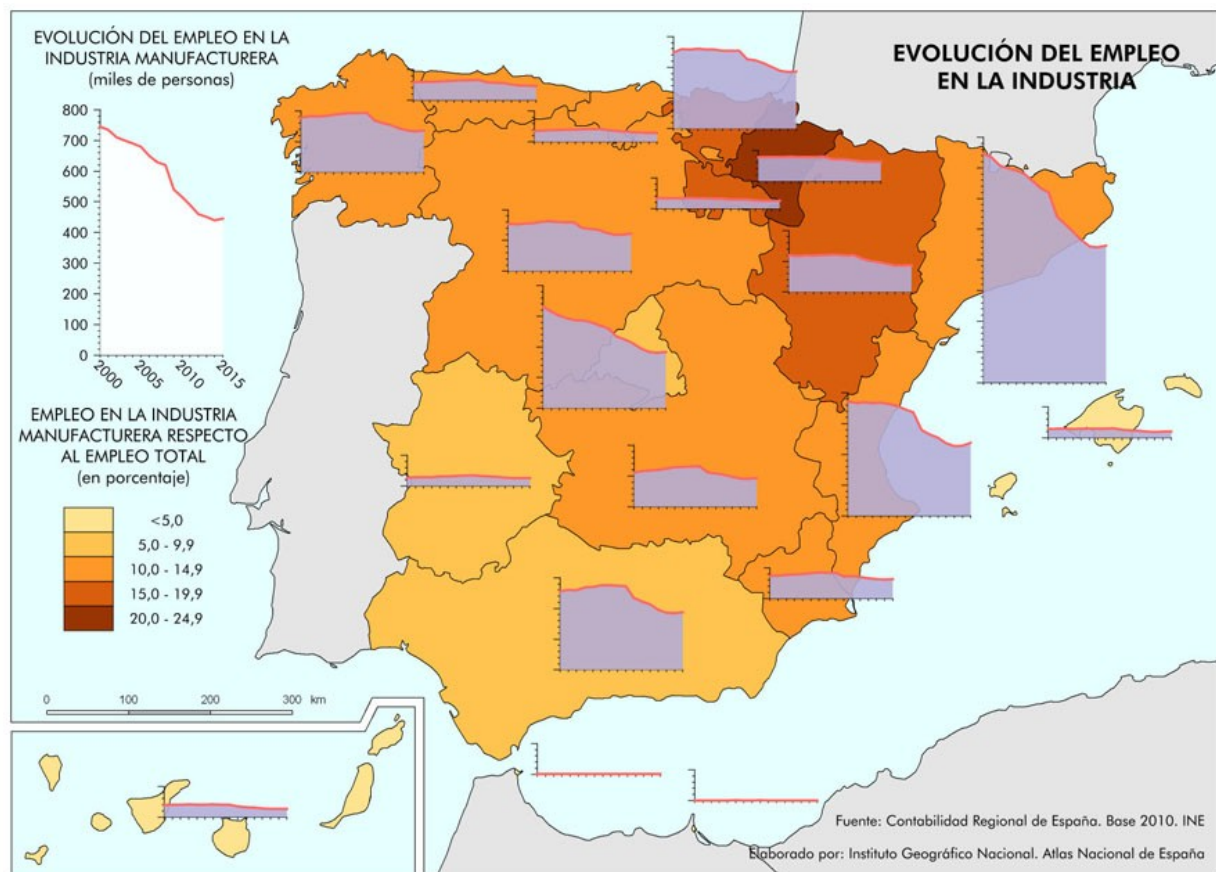 EVOLUCIÓN DEL EMPLEO EN LA
INDUSTRIA MANUFACTURERA
(miles de personas)
800
700
600
500
400
300
200
100
0
2000
2005
2010
2015
EVOLUCIÓN DEL EMPLEO
EN LA INDUSTRIA
EMPLEO EN LA INDUSTRIA
MANUFACTURERA RESPECTO
AL EMPLEO TOTAL
(en porcentaje)
<5,0
5,0 - 9,9
10,0 - 14,9
15,0 - 19,9
20,0 - 24,9
0 100 200 300 km
Fuente: Contabilidad Regional de España. Base 2010. INE
Elaborado por: Instituto Geográfico Nacional. Atlas Nacional de España